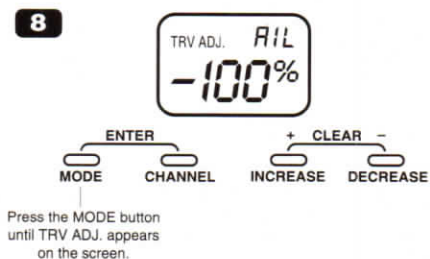 8
TRV ADJ. AIL
-100%
ENTER
+ CLEAR -
MODE CHANNEL INCREASE DECREASE
Press the MODE button
until TRV ADJ. appears
on the screen.